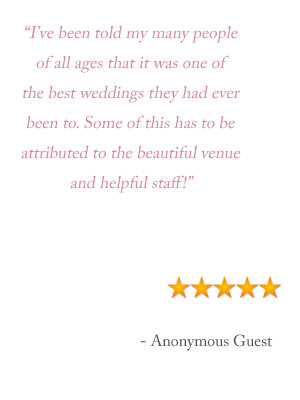 “I’ve been told my many people
of all ages that it was one of
the best weddings they had ever
been to. Some of this has to be
attributed to the beautiful venue
and helpful staff!”
- Anonymous Guest